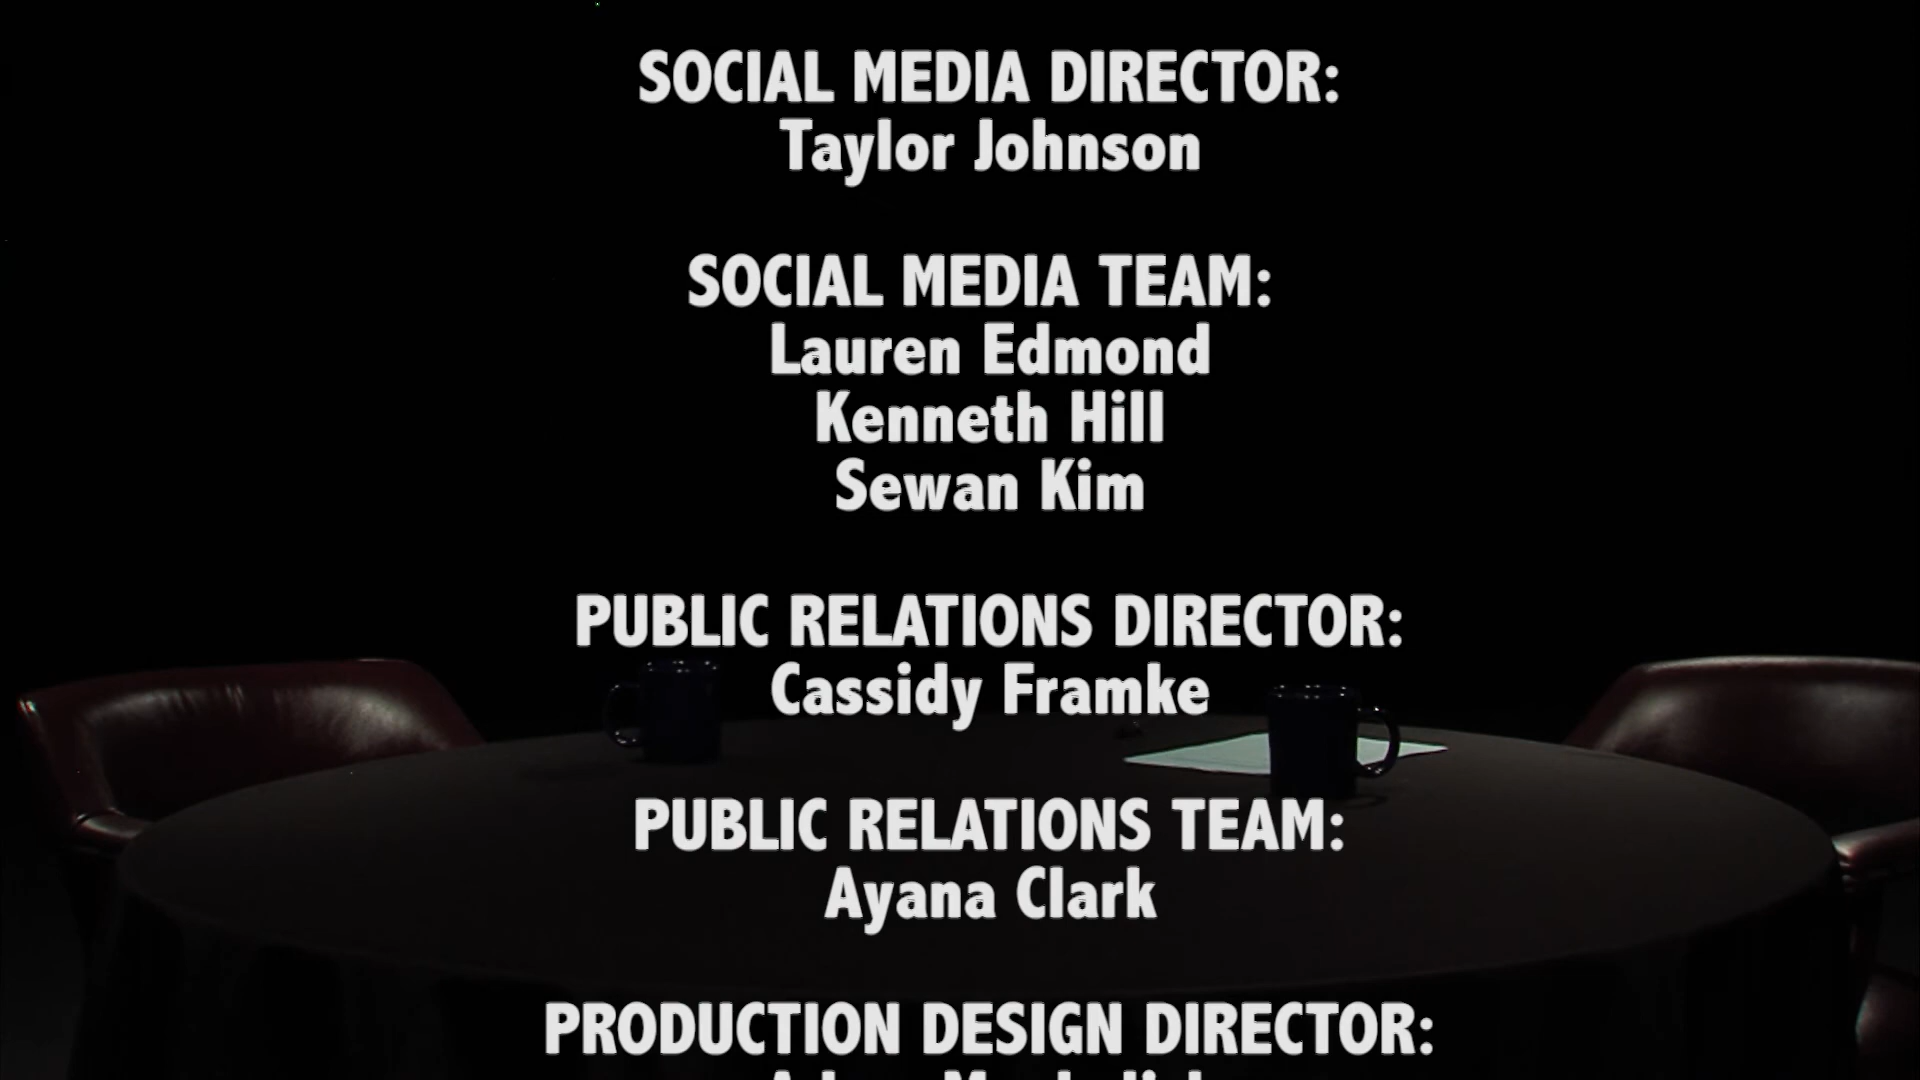 SOCIAL MEDIA DIRECTOR:
Taylor Johnson
SOCIAL MEDIA TEAM:
Lauren Edmond
Kenneth Hill
Sewan Kim
PUBLIC RELATIONS DIRECTOR:
Cassidy Framke
PUBLIC RELATIONS TEAM:
Ayana Clark
PRODUCTION DESIGN DIRECTOR: